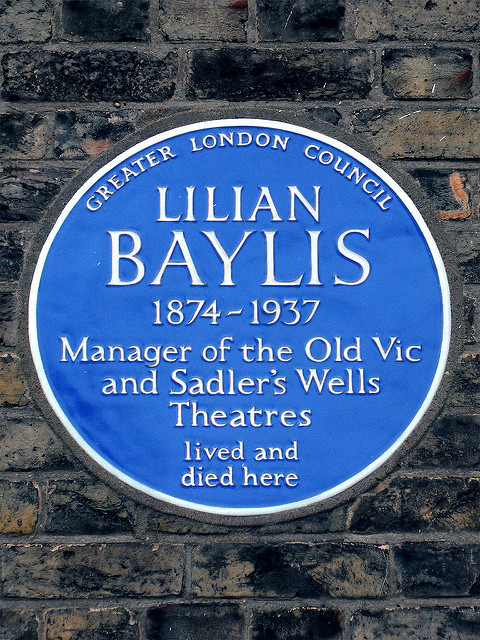 GREATER LONDON COUNCIL
LILIAN
BAYLIS
1874-1937
Manager of the Old Vic
and Sadler's Wells
Theatres
lived and
died here